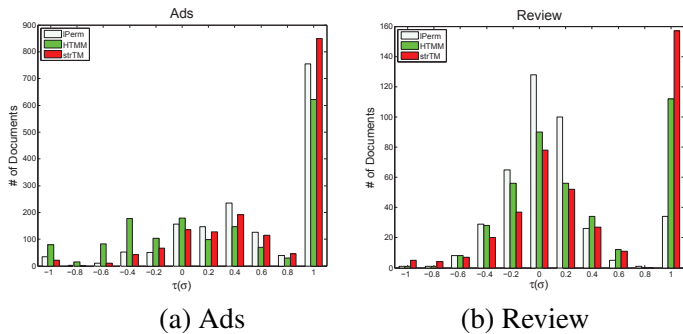 Ads
900
800
700
600
500
400
300
200
100
0
# of Documents
lPerm
HTMM
strTM
−1 −0.8 −0.6 −0.4 −0.2 0 0.2 0.4 0.6 0.8 1
τ(σ)
(a) Ads
Review
160
140
120
100
80
60
40
20
0
# of Documents
lPerm
HTMM
strTM
−1 −0.8 −0.6 −0.4 −0.2 0 0.2 0.4 0.6 0.8 1
τ(σ)
(b) Review